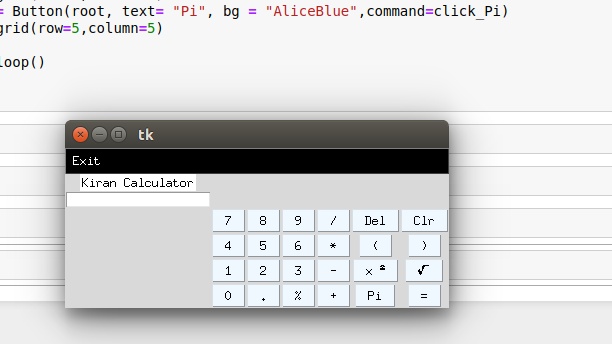 = Button(root, text= "Pi", bg = "AliceBlue",command=click_Pi)
grid(row=5,column=5)
loop()
tk
Exit
Kiran Calculator
7 8 9 / Del Clr
4 5 6 * ( )
1 2 3 - x ² √
0 . % + Pi =